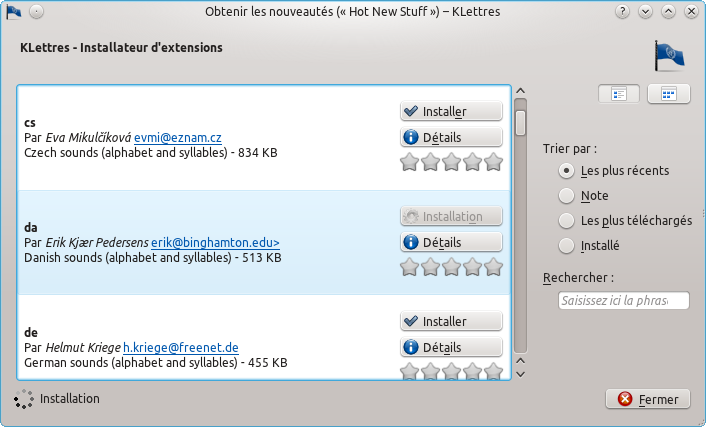 Obtenir les nouveautés (« Hot New Stuff ») – KLettres
KLettres - Installateur d'extensions
cs
Par Eva Mikulčíková evmi@eznam.cz
Czech sounds (alphabet and syllables) - 834 KB
Installer
Détails
da
Par Erik Kjær Pedersens erik@binghamton.edu>
Danish sounds (alphabet and syllables) - 513 KB
Installation
Détails
de
Par Helmut Kriege h.kriege@freenet.de
German sounds (alphabet and syllables) - 455 KB
Installer
Détails
Trier par :
Les plus récents
Note
Les plus téléchargés
Installé
Rechercher :
Saisissez ici la phras
Installation
Fermer